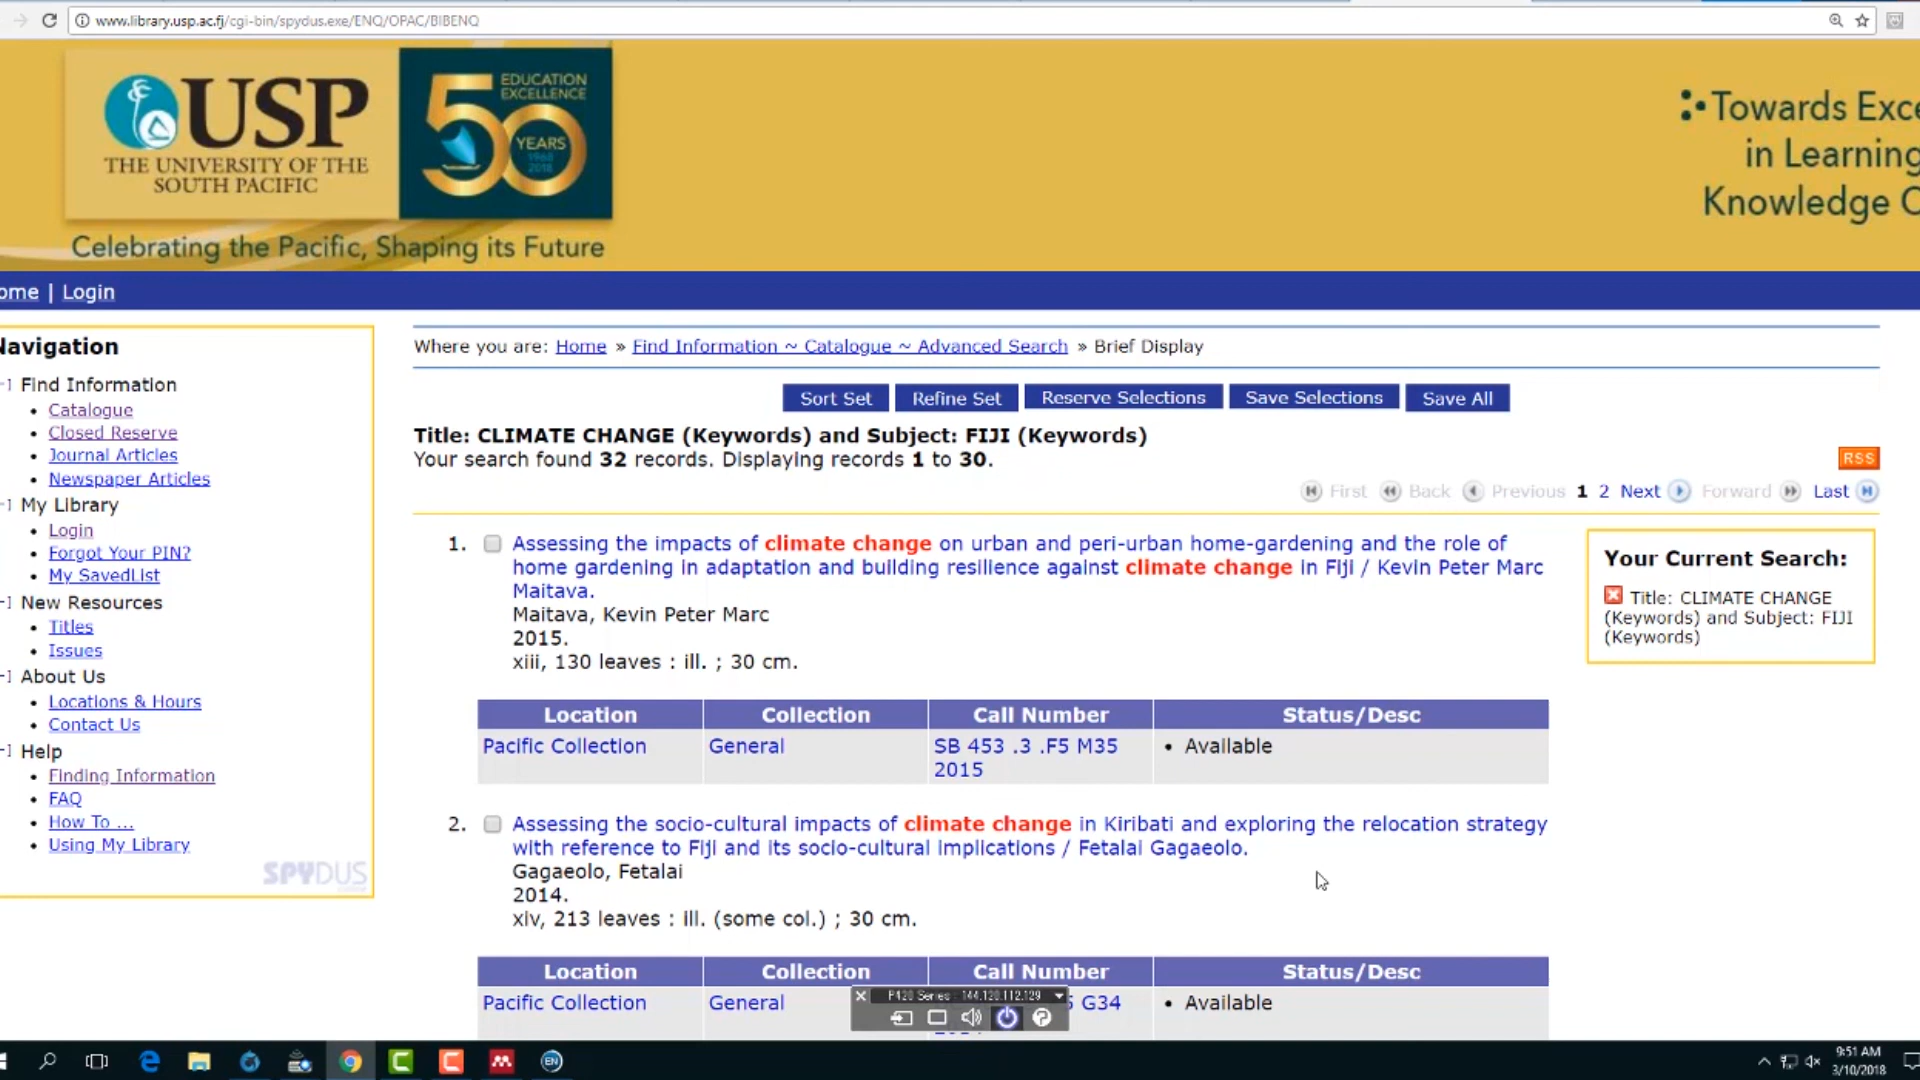 www.library.usp.ac.fj/cgi-bin/spydus.exe/ENQ/OPAC/BIBENQ
USP
THE UNIVERSITY OF THE
SOUTH PACIFIC
EDUCATION
EXCELLENCE
50
YEARS
1968
2018
Celebrating the Pacific, Shaping its Future
Towards Exce
in Learning
Knowledge C
ome | Login
Navigation
Find Information
• Catalogue
• Closed Reserve
• Journal Articles
• Newspaper Articles
My Library
• Login
• Forgot Your PIN?
• My SavedList
New Resources
• Titles
• Issues
About Us
• Locations & Hours
• Contact Us
Help
• Finding Information
• FAQ
• How To ...
• Using My Library
SPYDUS
Where you are: Home » Find Information ~ Catalogue ~ Advanced Search » Brief Display
Sort Set Refine Set Reserve Selections Save Selections Save All
Title: CLIMATE CHANGE (Keywords) and Subject: FIJI (Keywords)
Your search found 32 records. Displaying records 1 to 30.
RSS
First Back Previous 1 2 Next Forward Last
1. Assessing the impacts of climate change on urban and peri-urban home-gardening and the role of
home gardening in adaptation and building resilience against climate change in Fiji / Kevin Peter Marc
Maitava.
Maitava, Kevin Peter Marc
2015.
xiii, 130 leaves : ill. ; 30 cm.
Location Collection Call Number Status/Desc
Pacific Collection General SB 453 .3 .F5 M35 • Available
2015
2. Assessing the socio-cultural impacts of climate change in Kiribati and exploring the relocation strategy
with reference to Fiji and its socio-cultural implications / Fetalai Gagaeolo.
Gagaeolo, Fetalai
2014.
xiv, 213 leaves : ill. (some col.) ; 30 cm.
Location Collection Call Number Status/Desc
Pacific Collection General G34 • Available
Your Current Search:
Title: CLIMATE CHANGE
(Keywords) and Subject: FIJI
(Keywords)
P420 Series : 144.120.112.129
EN
9:51 AM
3/10/2018